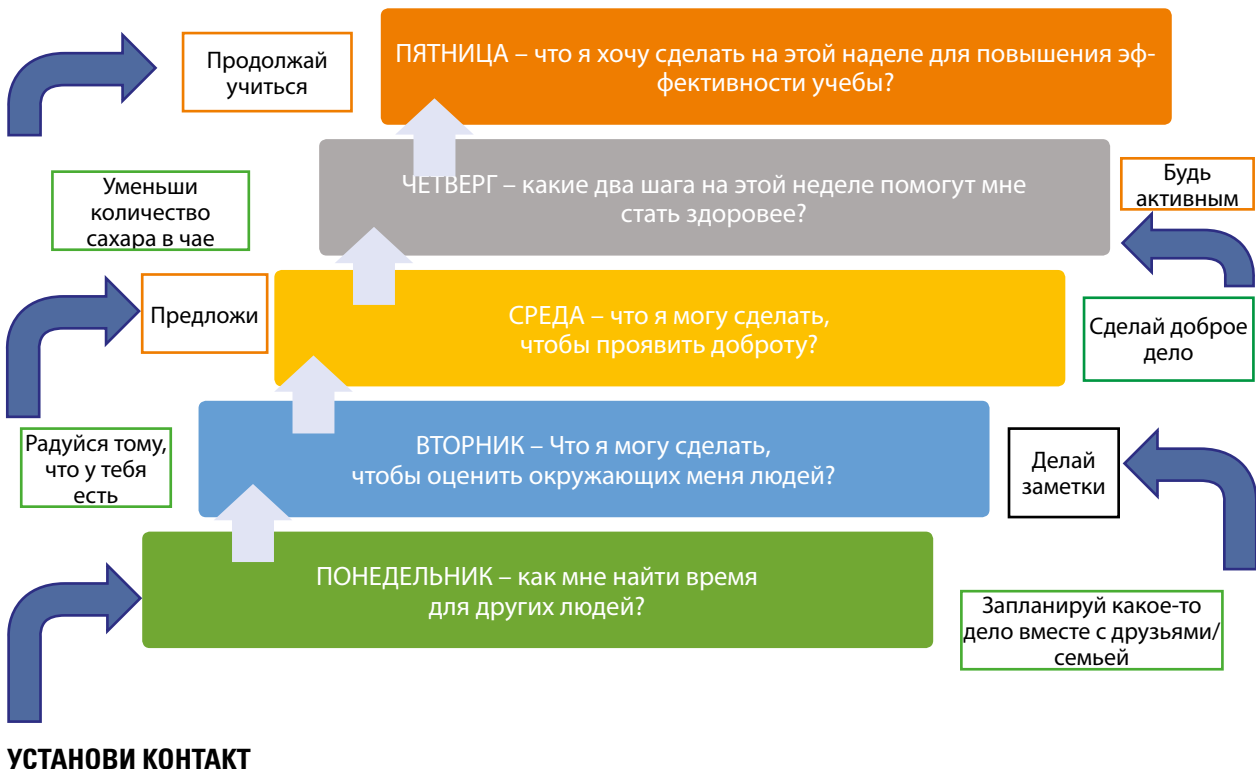 Продолжай
учиться
ПЯТНИЦА – что я хочу сделать на этой наделе для повышения эф-
фективности учебы?
Уменьши
количество
сахара в чае
ЧЕТВЕРГ – какие два шага на этой неделе помогут мне
стать здоровее?
Будь
активным
Предложи
СРЕДА – что я могу сделать,
чтобы проявить доброту?
Сделай доброе
дело
Радуйся тому,
что у тебя
есть
ВТОРНИК – Что я могу сделать,
чтобы оценить окружающих меня людей?
Делай
заметки
ПОНЕДЕЛЬНИК – как мне найти время
для других людей?
Запланируй какое-то
дело вместе с друзьями/
семьей
УСТАНОВИ КОНТАКТ